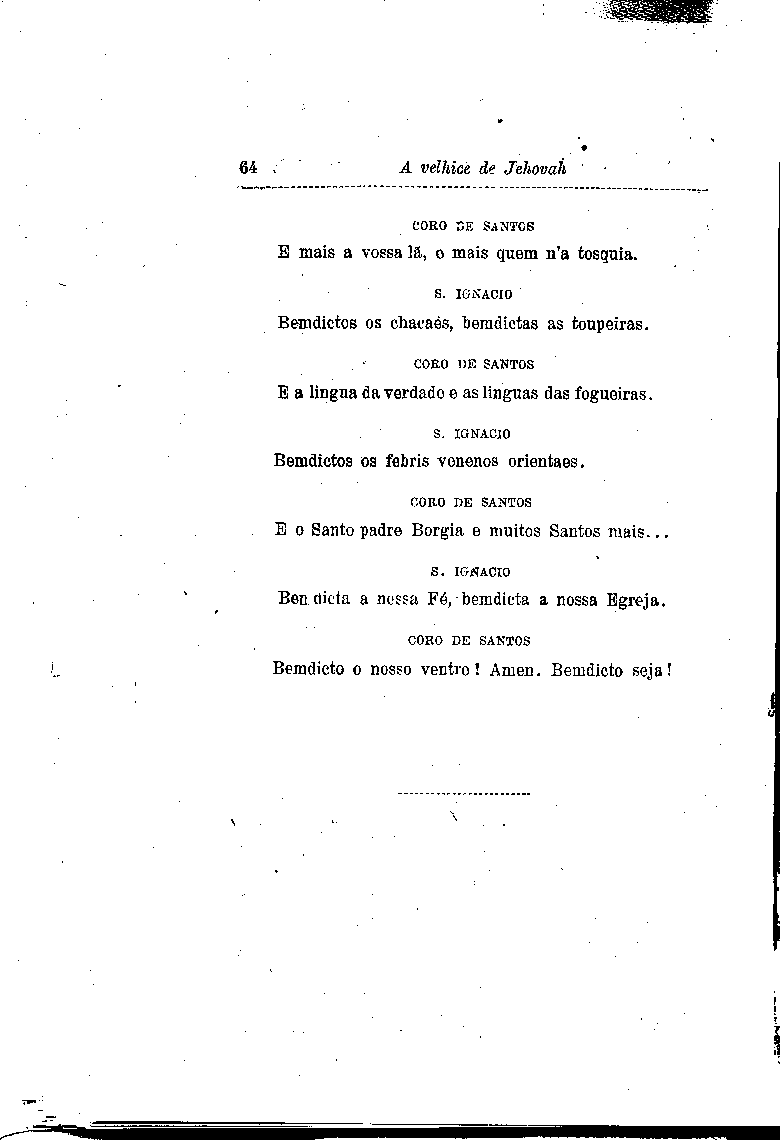 64 A velhice de Jehovah
CORO DE SANTOS
E mais a vossa lã, e mais quem n'a tosquia.
S. IGNACIO
Bemdictos os chacaes, bemdictas as toupeiras.
CORO DE SANTOS
E a lingua da verdade e as linguas das fogueiras.
S. IGNACIO
Bemdictos os febris venenos orientaes.
CORO DE SANTOS
E o Santo padre Borgia e muitos Santos mais...
S. IGNACIO
Bemdicta a nossa Fé, bemdicta a nossa Egreja.
CORO DE SANTOS
Bemdicto o nosso ventre! Amen. Bemdicto seja!